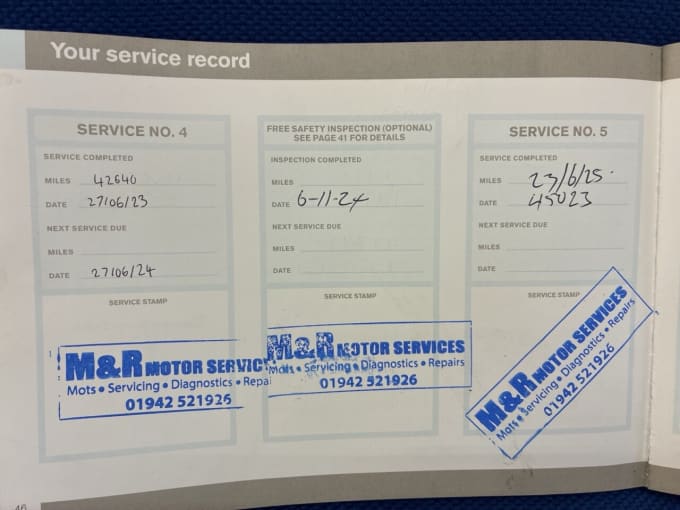 Your service record
SERVICE NO. 4
SERVICE COMPLETED
MILES 42640
DATE 27/06/23
NEXT SERVICE DUE
MILES
DATE 27/06/24
SERVICE STAMP
M&R MOTOR SERVIC
Mots • Servicing • Diagnostics • Repai
01942 521926
FREE SAFETY INSPECTION (OPTIONAL)
SEE PAGE 41 FOR DETAILS
INSPECTION COMPLETED
MILES
DATE 6-11-24
NEXT SERVICE DUE
MILES
DATE
SERVICE STAMP
M&R MOTOR SERVICES
Mots • Servicing • Diagnostics • Repairs
01942 521926
SERVICE NO. 5
SERVICE COMPLETED
MILES 23/6/25.
DATE 45023
NEXT SERVICE DUE
MILES
DATE
SERVICE STAMP
M&R MOTOR SERVICES
Mots • Servicing • Diagnostics • Repairs
01942 521926